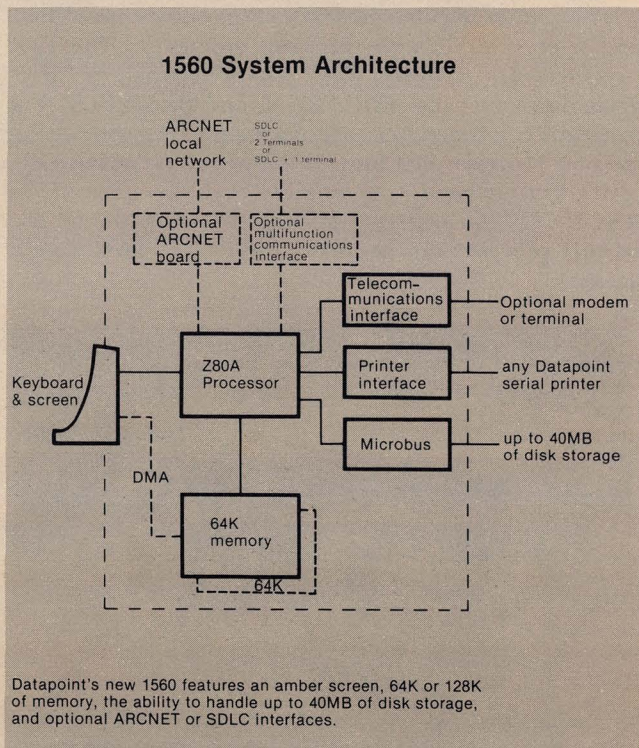 1560 System Architecture
ARCNET
local
network
SDLC
or
2 Terminals
or
SDLC + 1 terminal
Optional
ARCNET
board
Optional
multifunction
communications
interface
Telecom-
munications
interface
Optional modem
or terminal
Keyboard
& screen
Z80A
Processor
Printer
interface
any Datapoint
serial printer
Microbus
up to 40MB
of disk storage
DMA
64K
memory
64K
Datapoint's new 1560 features an amber screen, 64K or 128K
of memory, the ability to handle up to 40MB of disk storage,
and optional ARCNET or SDLC interfaces.